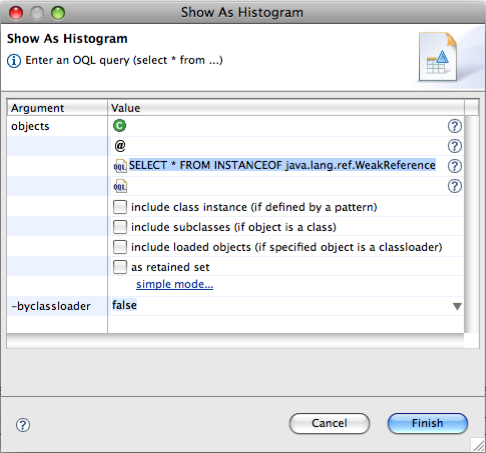 Show As Histogram
Show As Histogram
Enter an OQL query (select * from ...)
Argument Value
objects
C
@
OQL SELECT * FROM INSTANCEOF java.lang.ref.WeakReference
OQL
include class instance (if defined by a pattern)
include subclasses (if object is a class)
include loaded objects (if specified object is a classloader)
as retained set
simple mode...
-byclassloader false
Cancel Finish